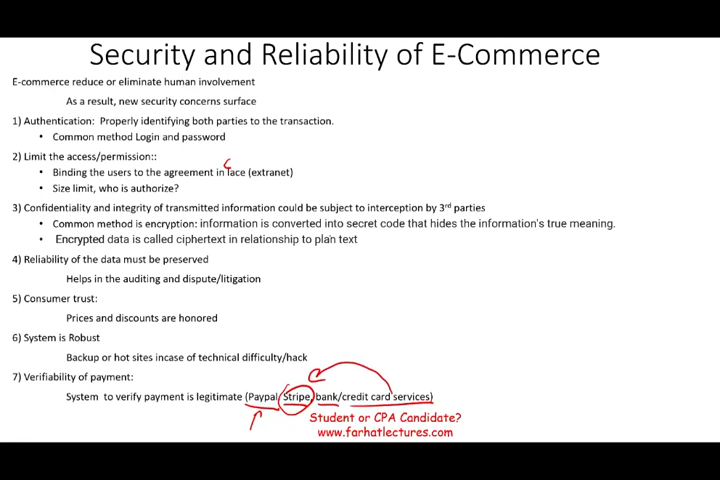 Security and Reliability of E-Commerce
E-commerce reduce or eliminate human involvement
As a result, new security concerns surface
1) Authentication: Properly identifying both parties to the transaction.
• Common method Login and password
2) Limit the access/permission::
• Binding the users to the agreement in lace (extranet)
• Size limit, who is authorize?
3) Confidentiality and integrity of transmitted information could be subject to interception by 3rd parties
• Common method is encryption: information is converted into secret code that hides the information's true meaning.
• Encrypted data is called ciphertext in relationship to plan text
4) Reliability of the data must be preserved
Helps in the auditing and dispute/litigation
5) Consumer trust:
Prices and discounts are honored
6) System is Robust
Backup or hot sites incase of technical difficulty/hack
7) Verifiability of payment:
System to verify payment is legitimate (Paypal/Stripe/bank/credit card services)
Student or CPA Candidate?
www.farhatlectures.com